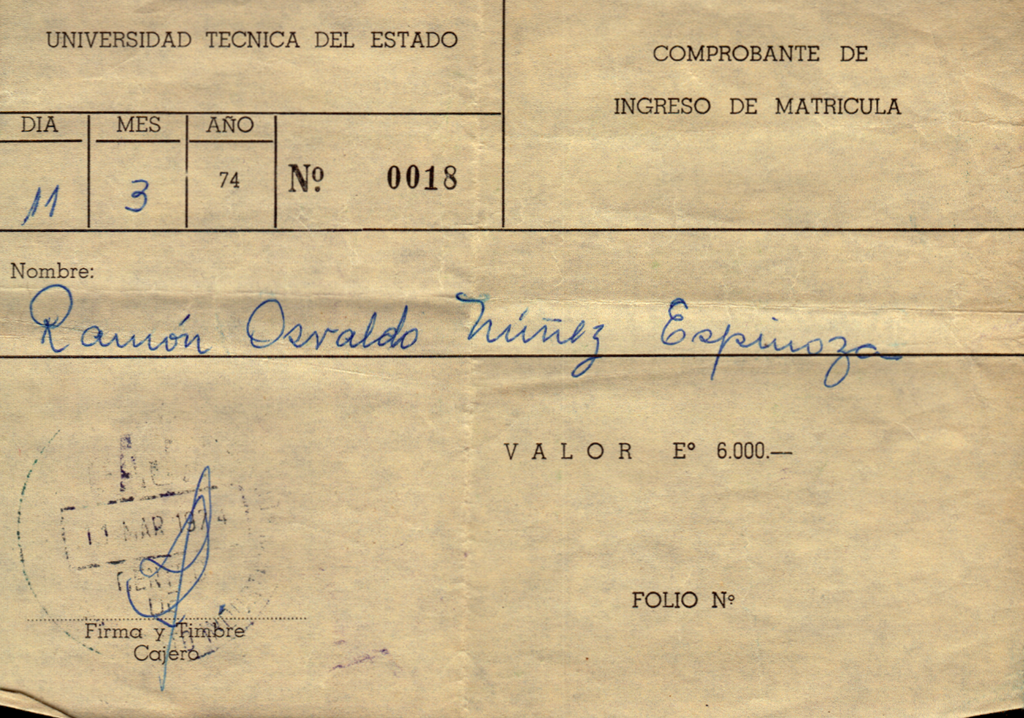 UNIVERSIDAD TECNICA DEL ESTADO
COMPROBANTE DE
INGRESO DE MATRICULA
DIA MES AÑO
11 3 74 Nº 0018
Nombre:
Ramón Osvaldo Núñez Espinoza
VALOR Eº 6.000.—
11 MAR 1974
FOLIO Nº
Firma y Timbre
Cajero